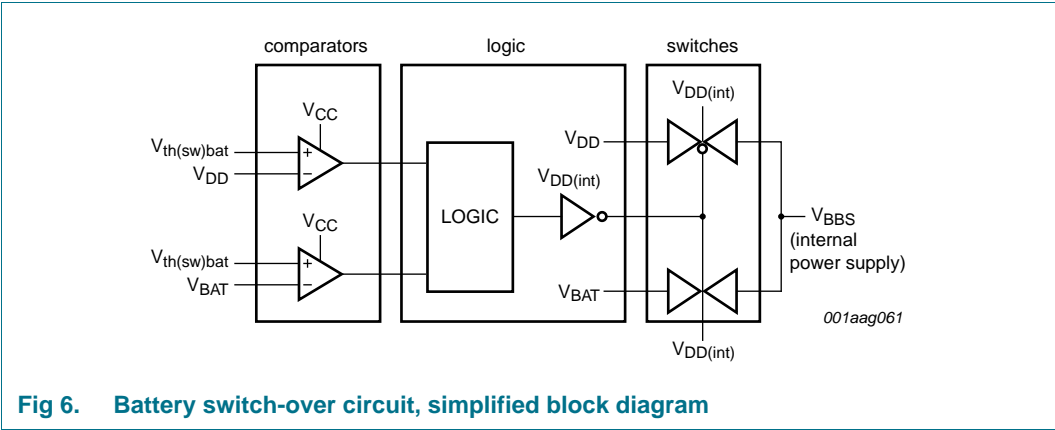 comparators
logic
switches
VCC
Vth(sw)bat
+
VDD
−
VCC
Vth(sw)bat
+
VBAT
−
LOGIC
VDD(int)
VDD
VBAT
VDD(int)
VDD(int)
VBBS
(internal
power supply)
001aag061
Fig 6. Battery switch-over circuit, simplified block diagram